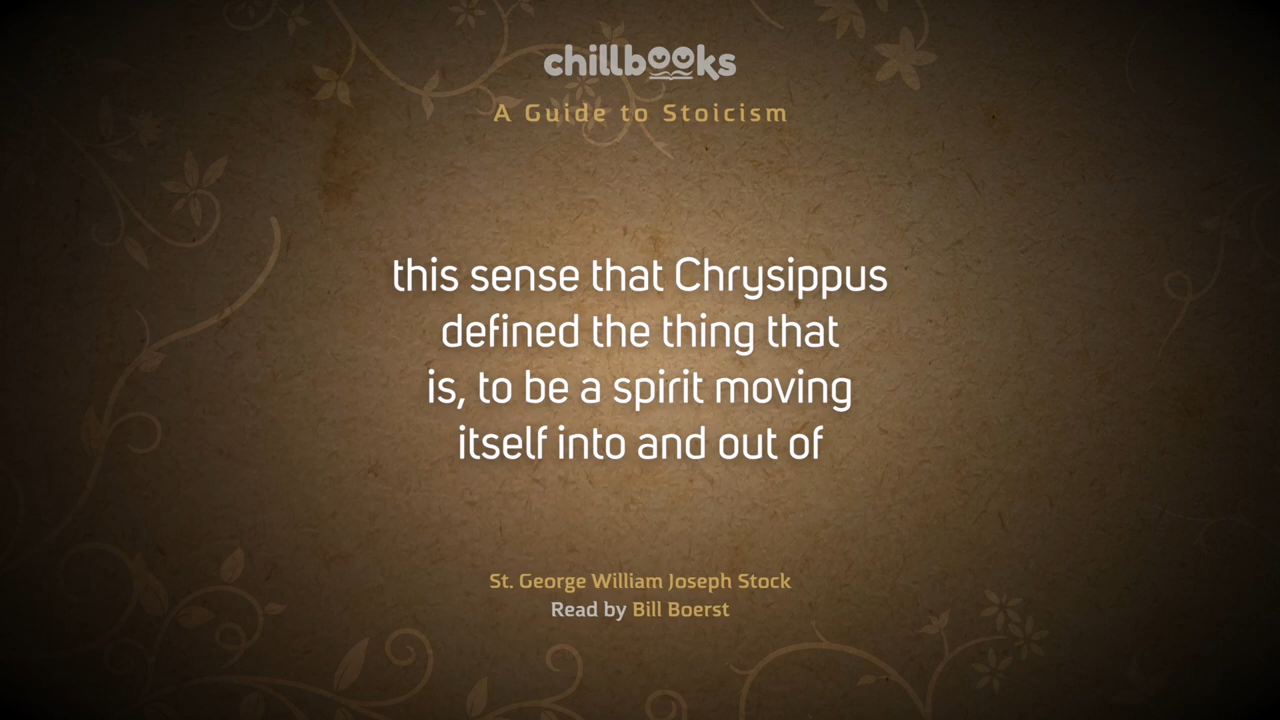 chillbooks
A Guide to Stoicism
this sense that Chrysippus
defined the thing that
is, to be a spirit moving
itself into and out of
St. George William Joseph Stock
Read by Bill Boerst